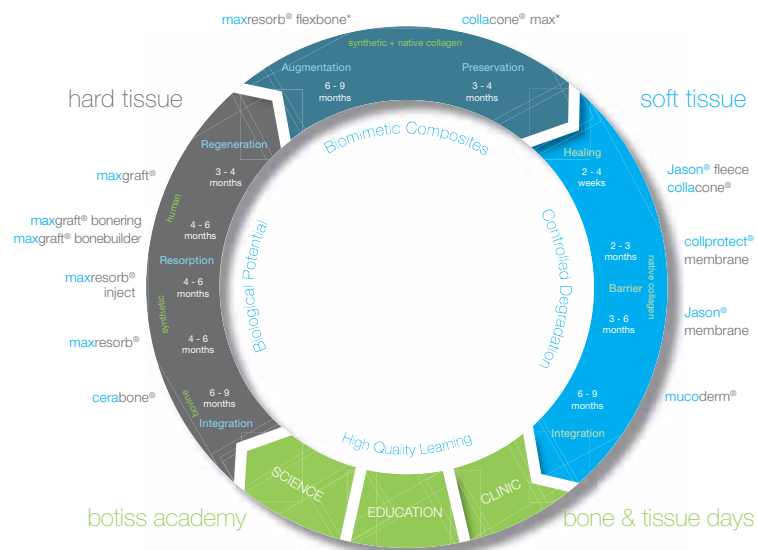 maxresorb® flexbone*
collacone® max*
synthetic + native collagen
Augmentation
6 - 9
months
Preservation
3 - 4
months
Biomimetic Composites
hard tissue
Regeneration
3 - 4
months
maxgraft®
human
maxgraft® bonering
maxgraft® bonebuilder
4 - 6
months
Resorption
maxresorb®
inject
4 - 6
months
synthetic
maxresorb®
4 - 6
months
cerabone®
bovine
6 - 9
months
Integration
Biological Potential
soft tissue
Healing
2 - 4
weeks
Jason® fleece
collacone®
2 - 3
months
collprotect®
membrane
Barrier
native collagen
3 - 6
months
Jason®
membrane
6 - 9
months
mucoderm®
Integration
Controlled Degradation
High Quality Learning
SCIENCE
EDUCATION
CLINIC
botiss academy
bone & tissue days